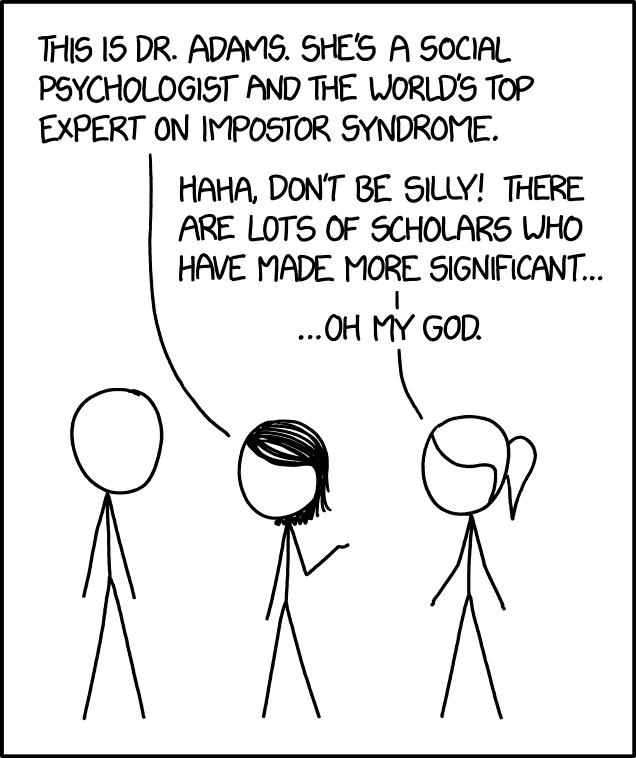 THIS IS DR. ADAMS. SHE'S A SOCIAL
PSYCHOLOGIST AND THE WORLD'S TOP
EXPERT ON IMPOSTOR SYNDROME.
HAHA, DON'T BE SILLY! THERE
ARE LOTS OF SCHOLARS WHO
HAVE MADE MORE SIGNIFICANT...
...OH MY GOD.